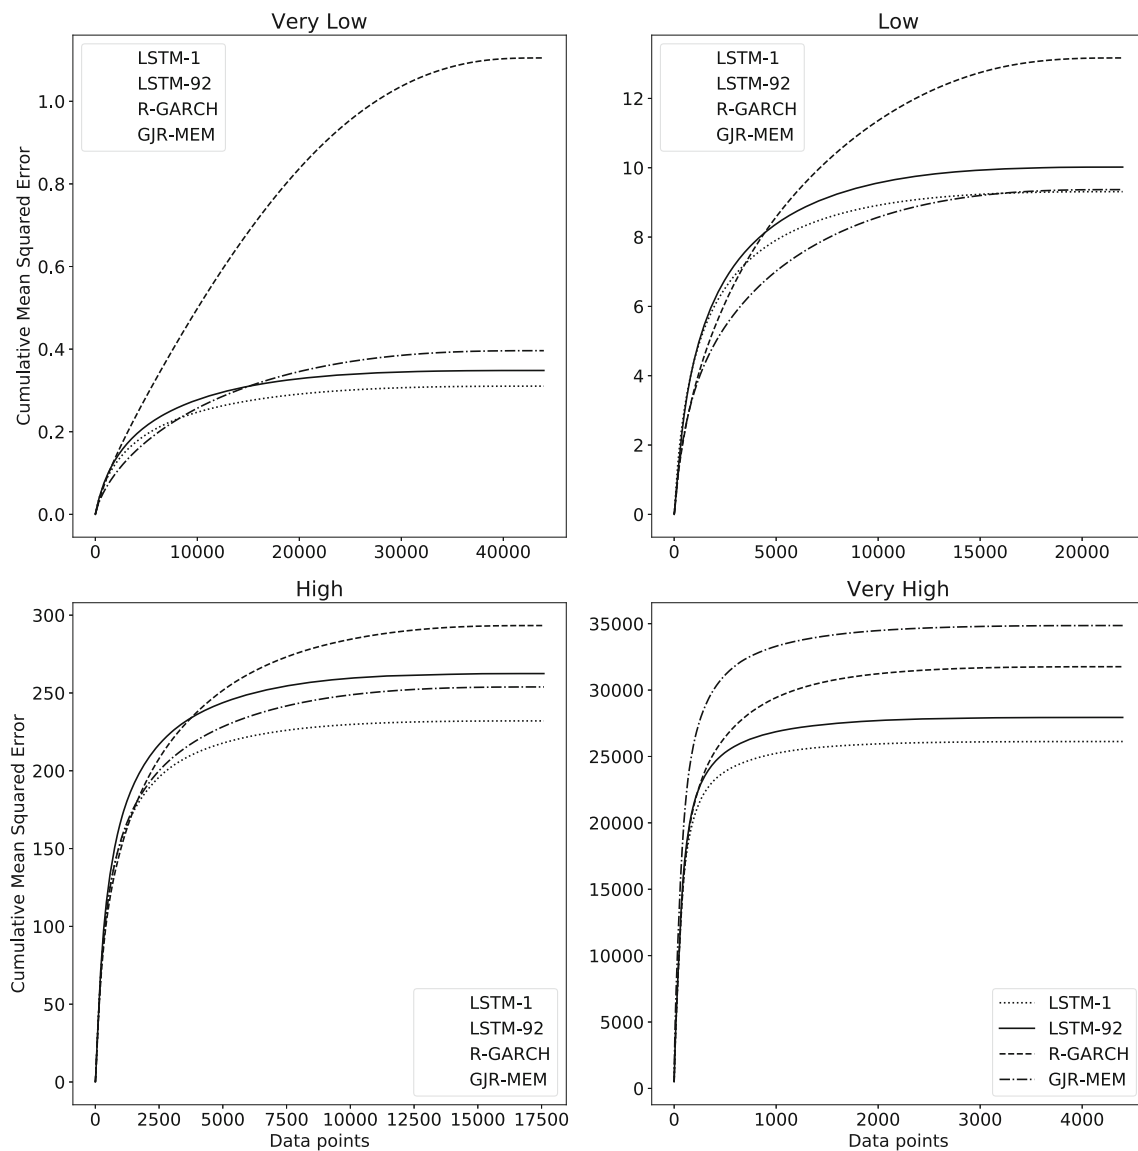 Very Low
Cumulative Mean Squared Error
1.0
0.8
0.6
0.4
0.2
0.0
LSTM-1
LSTM-92
R-GARCH
GJR-MEM
0 10000 20000 30000 40000
Low
12
10
8
6
4
2
0
LSTM-1
LSTM-92
R-GARCH
GJR-MEM
0 5000 10000 15000 20000
High
Cumulative Mean Squared Error
300
250
200
150
100
50
0
LSTM-1
LSTM-92
R-GARCH
GJR-MEM
0 2500 5000 7500 10000 12500 15000 17500
Data points
Very High
35000
30000
25000
20000
15000
10000
5000
0
LSTM-1
LSTM-92
R-GARCH
GJR-MEM
0 1000 2000 3000 4000
Data points